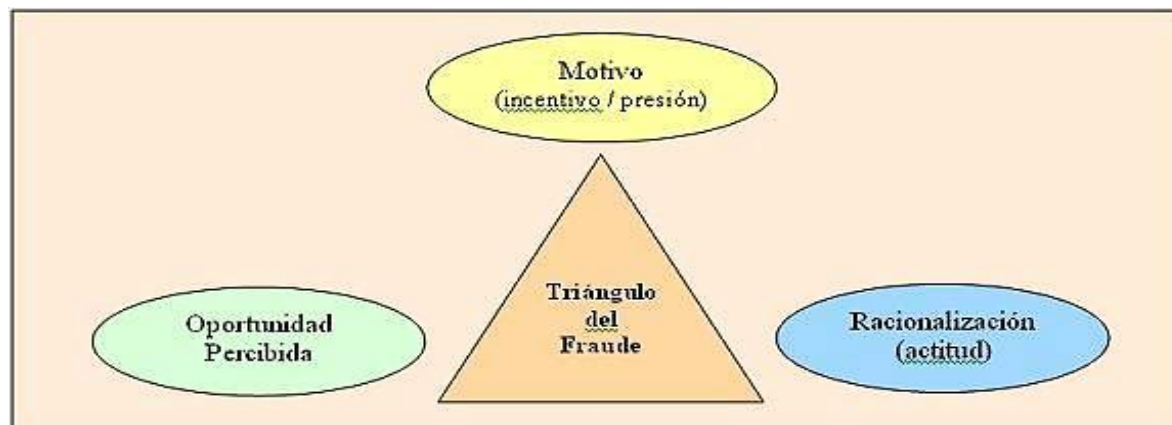 Motivo
(incentivo / presión)
Triángulo
del
Fraude
Oportunidad
Percibida
Racionalización
(actitud)